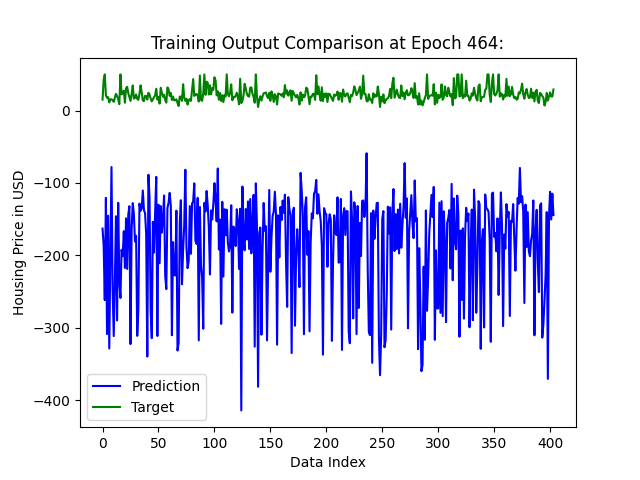 Training Output Comparison at Epoch 464:
Housing Price in USD
0
−100
−200
−300
−400
Prediction
Target
0 50 100 150 200 250 300 350 400
Data Index